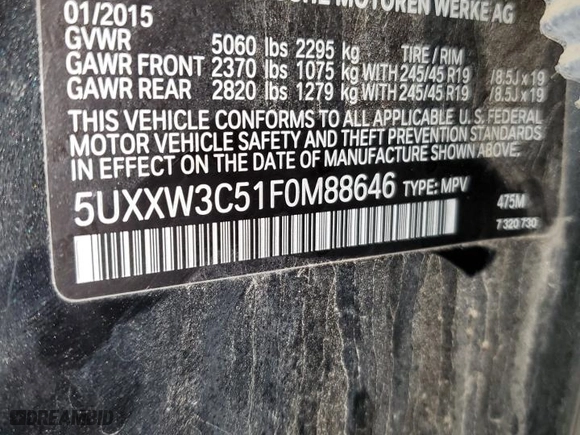 MOTOREN WERKE AG
01/2015
GVWR 5060 lbs 2295 kg TIRE / RIM
GAWR FRONT 2370 lbs 1075 kg WITH 245/45 R19 /8.5J x 19
GAWR REAR 2820 lbs 1279 kg WITH 245/45 R19 /8.5J x 19
THIS VEHICLE CONFORMS TO ALL APPLICABLE U. S. FEDERAL
MOTOR VEHICLE SAFETY AND THEFT PREVENTION STANDARDS
IN EFFECT ON THE DATE OF MANUFACTURE SHOWN ABOVE.
5UXXW3C51F0M88646 TYPE: MPV 475M
7 320 730
DREAMBID